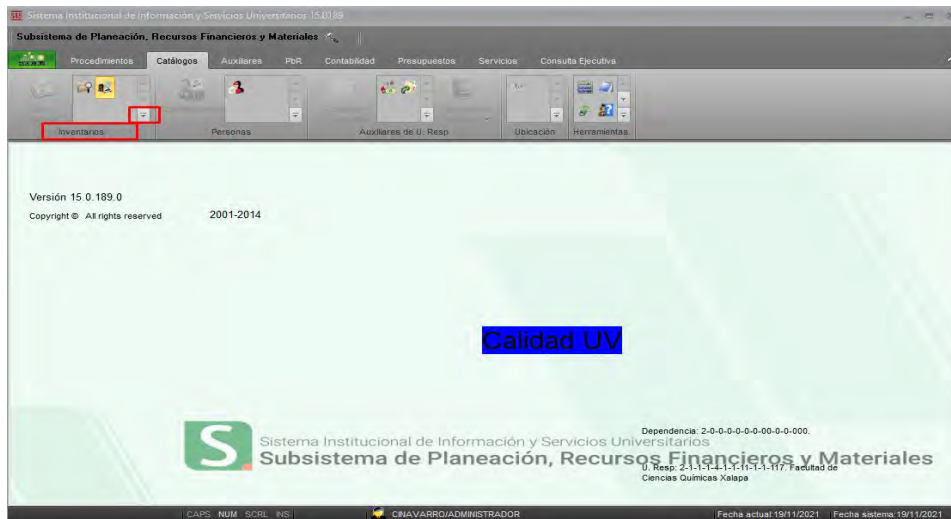 Sistema Institucional de Información y Servicios Universitarios 15.0189
Subsistema de Planeación, Recursos Financieros y Materiales
Procedimientos Catálogos Auxiliares PbR Contabilidad Presupuestos Servicios Consulta Ejecutiva
Inventarios Personas Auxiliares de U. Resp. Ubicación Herramientas
Versión 15.0.189.0
Copyright © All rights reserved 2001-2014
Calidad UV
Dependencia: 2-0-0-0-0-0-00-0-0-000.
Sistema Institucional de Información y Servicios Universitarios
Subsistema de Planeación, Recursos Financieros y Materiales
U. Resp: 2-1-1-1-4-1-1-11-1-1-117. Facultad de
Ciencias Químicas Xalapa
CAPS NUM SCRL INS CINAVARRO/ADMINISTRADOR Fecha actual:19/11/2021 Fecha sistema:19/11/2021